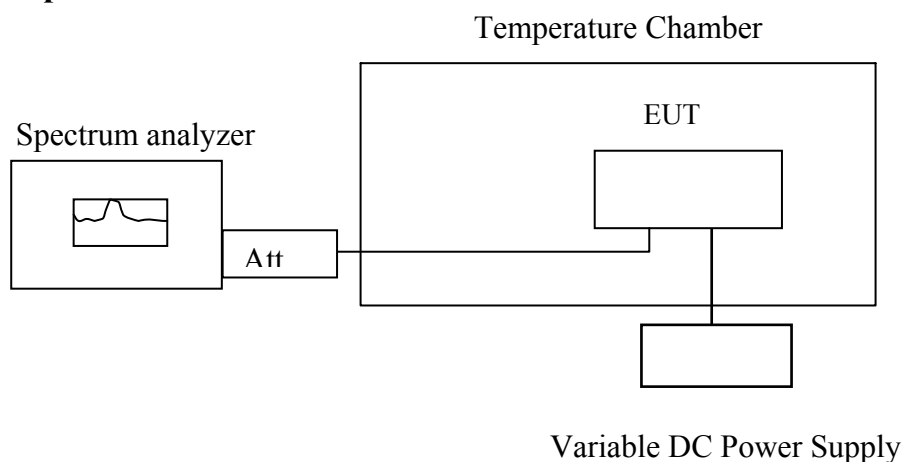 Temperature Chamber
EUT
Spectrum analyzer
Att
Variable DC Power Supply